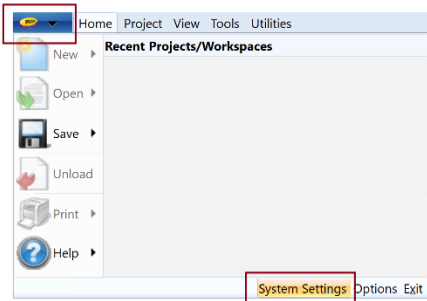 Home Project View Tools Utilities
New
Recent Projects/Workspaces
Open
Save
Unload
Print
Help
System Settings Options Exit